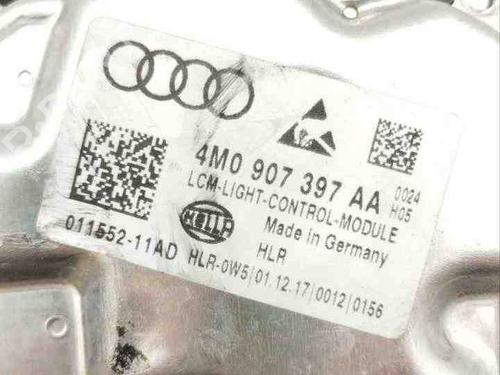 4M0 907 397 AA
0024
H05
LCM-LIGHT-CONTROL-MODULE
Made in Germany
HELLA
HLR
011552-11AD
HLR-0W5|01.12.17|0012|0156